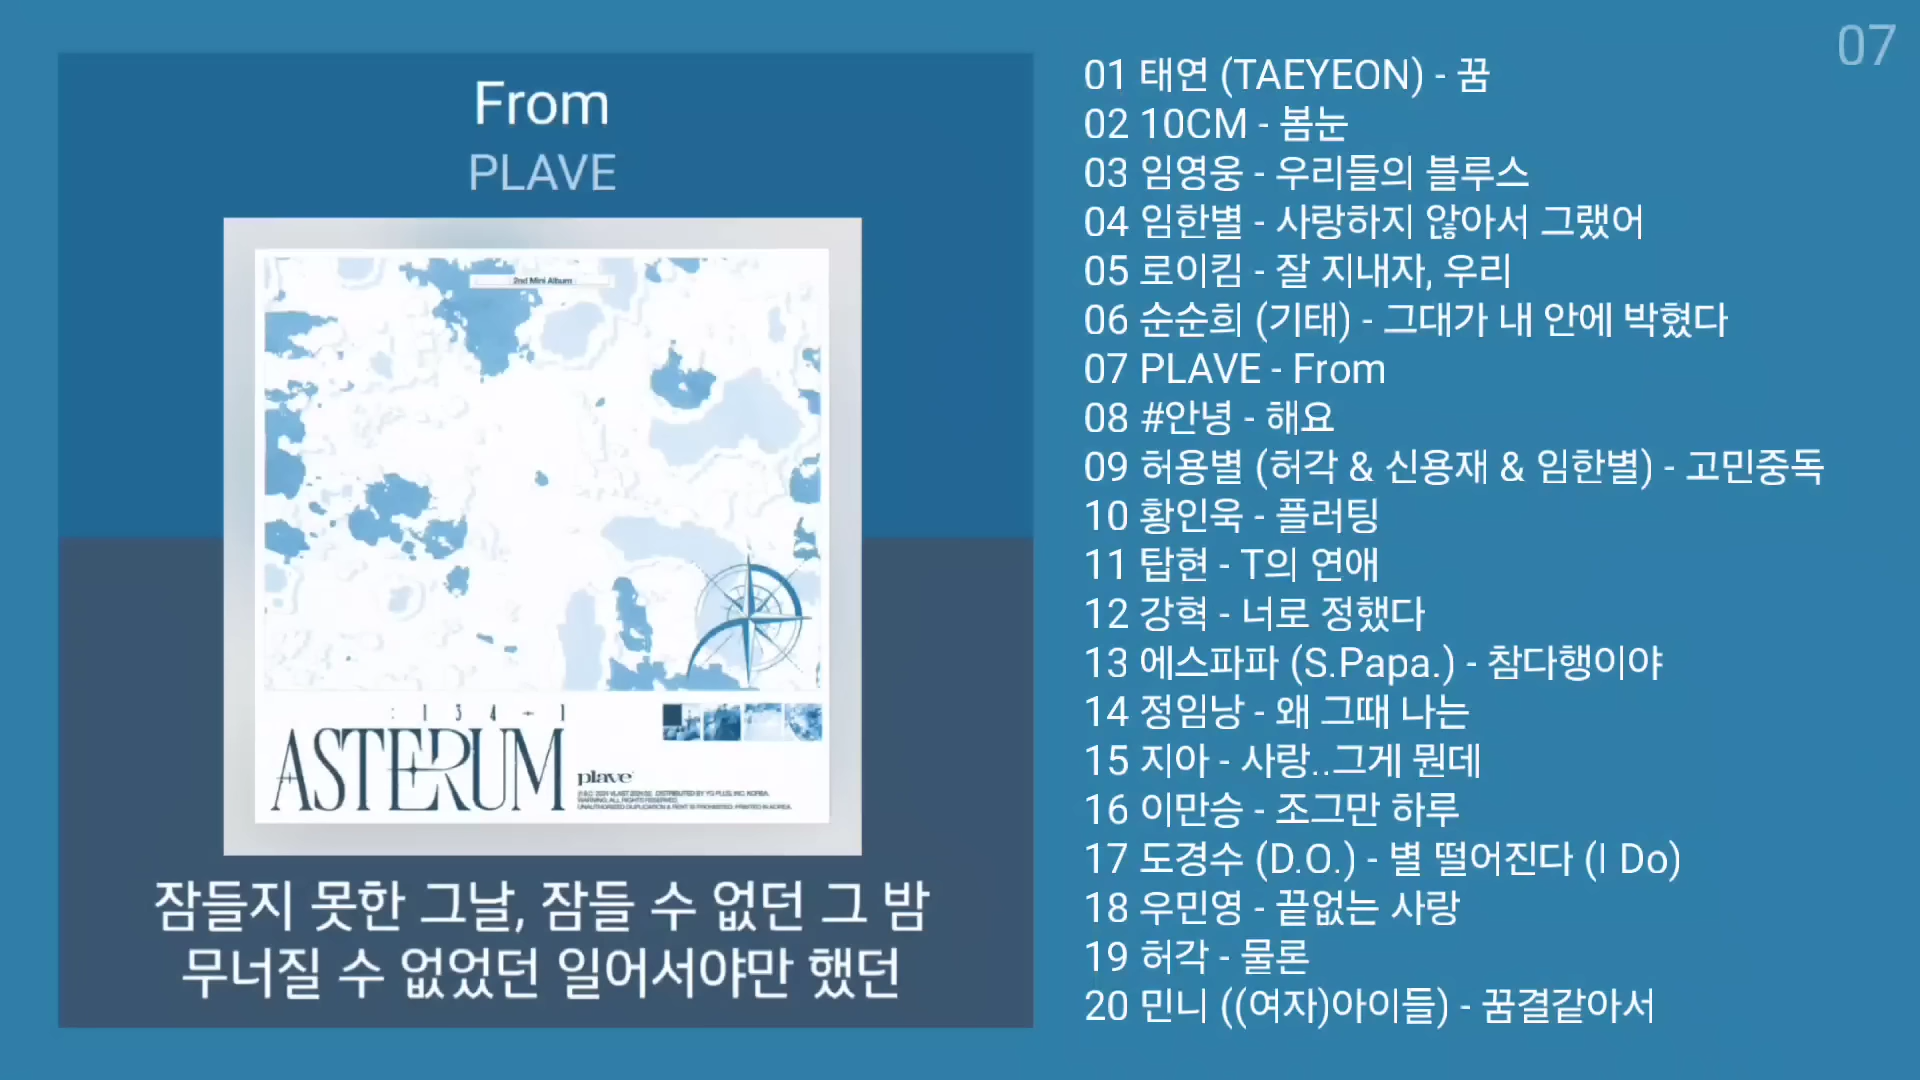 07
From
PLAVE
2nd Mini Album
: 134-1
ASTERUM
plave
잠들지 못한 그날, 잠들 수 없던 그 밤
무너질 수 없었던 일어서야만 했던
01 태연 (TAEYEON) - 꿈
02 10CM - 봄눈
03 임영웅 - 우리들의 블루스
04 임한별 - 사랑하지 않아서 그랬어
05 로이킴 - 잘 지내자, 우리
06 순순희 (기태) - 그대가 내 안에 박혔다
07 PLAVE - From
08 #안녕 - 해요
09 허용별 (허각 & 신용재 & 임한별) - 고민중독
10 황인욱 - 플러팅
11 탑현 - T의 연애
12 강혁 - 너로 정했다
13 에스파파 (S.Papa.) - 참다행이야
14 정임낭 - 왜 그때 나는
15 지아 - 사랑..그게 뭔데
16 이만승 - 조그만 하루
17 도경수 (D.O.) - 별 떨어진다 (I Do)
18 우민영 - 끝없는 사랑
19 허각 - 물론
20 민니 ((여자)아이들) - 꿈결같아서